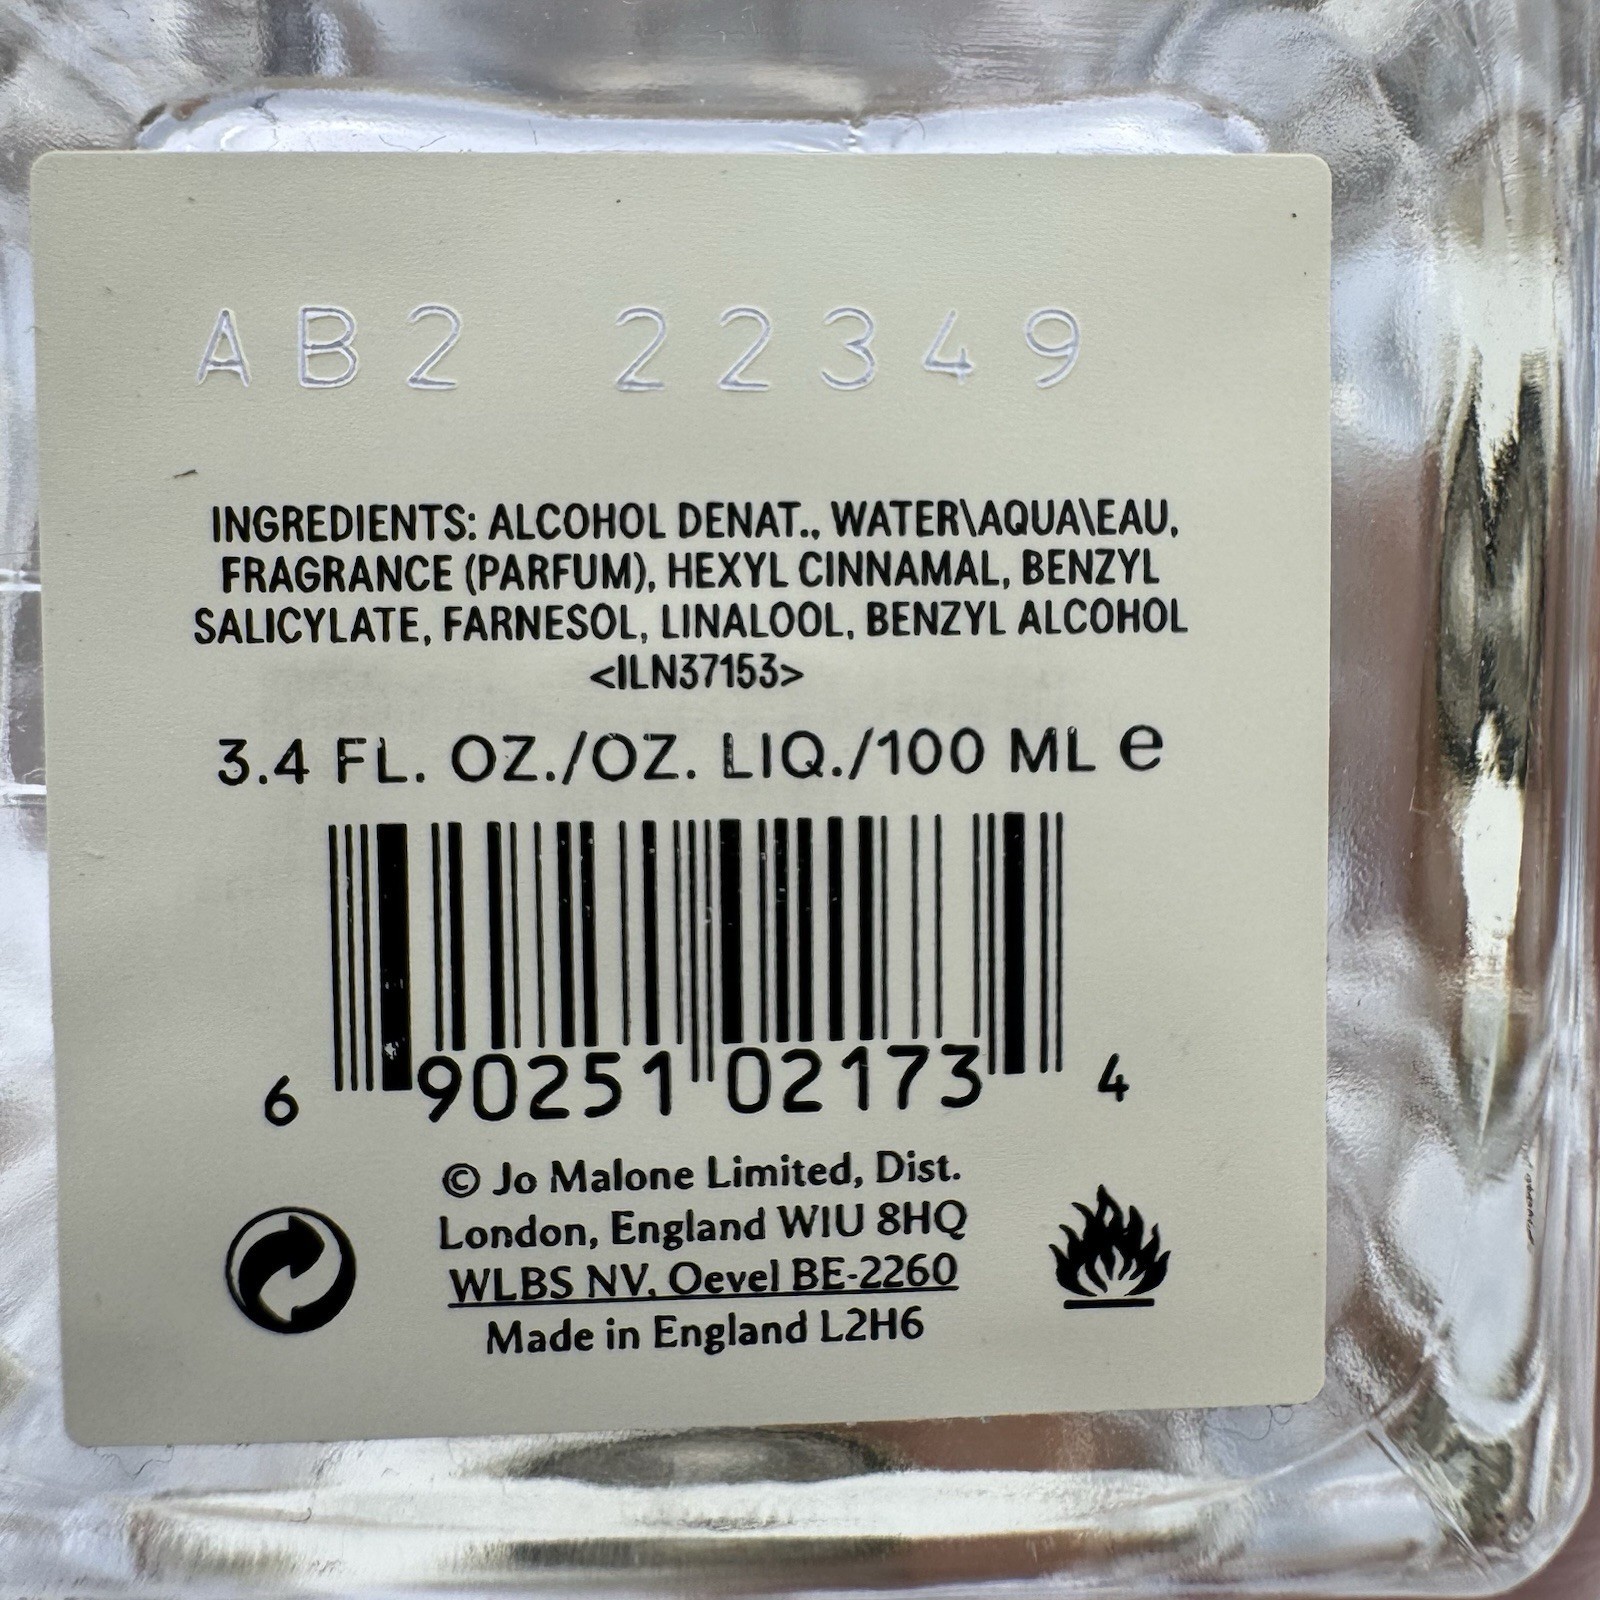 AB2 22349
INGREDIENTS: ALCOHOL DENAT., WATER\AQUA\EAU,
FRAGRANCE (PARFUM), HEXYL CINNAMAL, BENZYL
SALICYLATE, FARNESOL, LINALOOL, BENZYL ALCOHOL
<ILN37153>
3.4 FL. OZ./OZ. LIQ./100 ML e
6 90251 02173 4
© Jo Malone Limited, Dist.
London, England W1U 8HQ
WLBS NV, Oevel BE-2260
Made in England L2H6